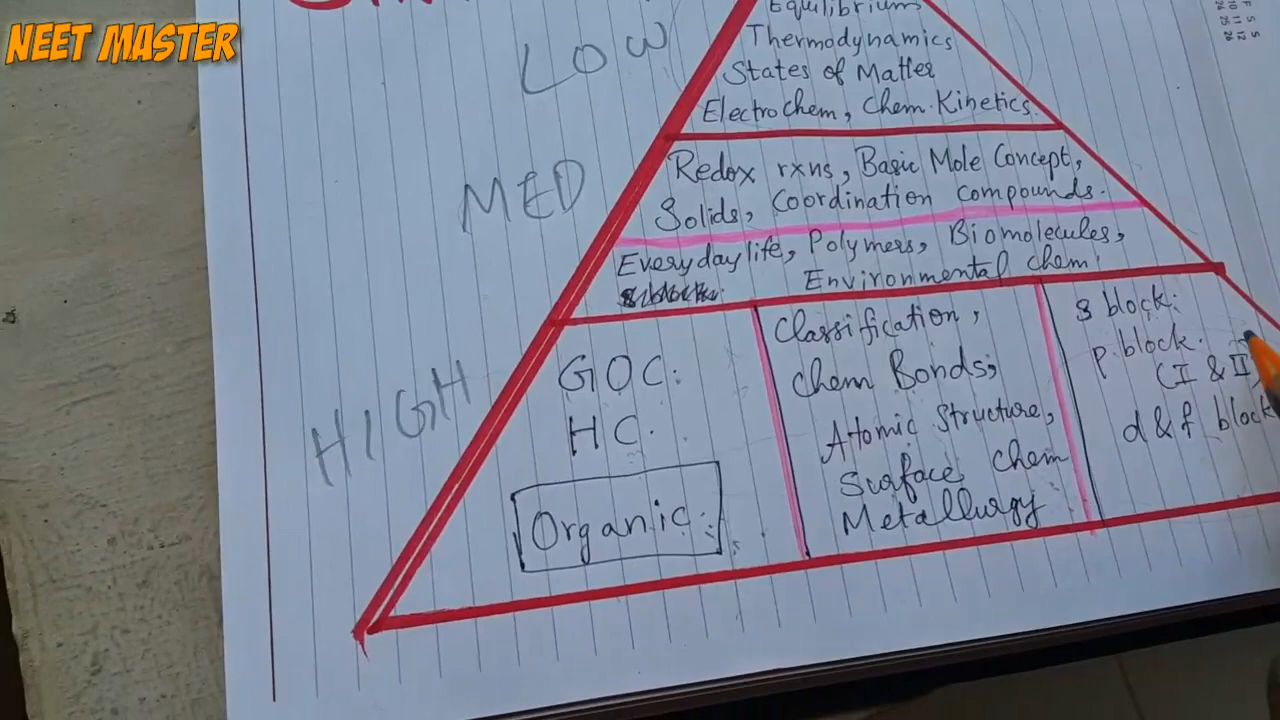 NEET MASTER
LOW
Equilibrium
Thermodynamics
States of Matter
Electrochem, Chem. Kinetics.
MED
Redox rxns, Basic Mole Concept,
Solids, Coordination compounds.
Everyday life, Polymers, Biomolecules,
Environmental chem.
HIGH
GOC.
HC.
Organic.
Classification,
Chem Bonds,
Atomic Structure,
Surface Chem
Metallurgy
s block.
p. block.
(I & II)
d & f block